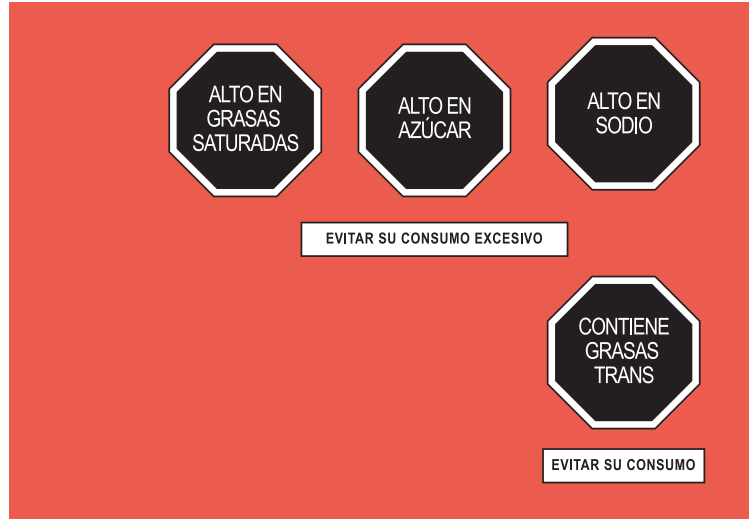 ALTO EN
GRASAS
SATURADAS
ALTO EN
AZÚCAR
ALTO EN
SODIO
EVITAR SU CONSUMO EXCESIVO
CONTIENE
GRASAS
TRANS
EVITAR SU CONSUMO